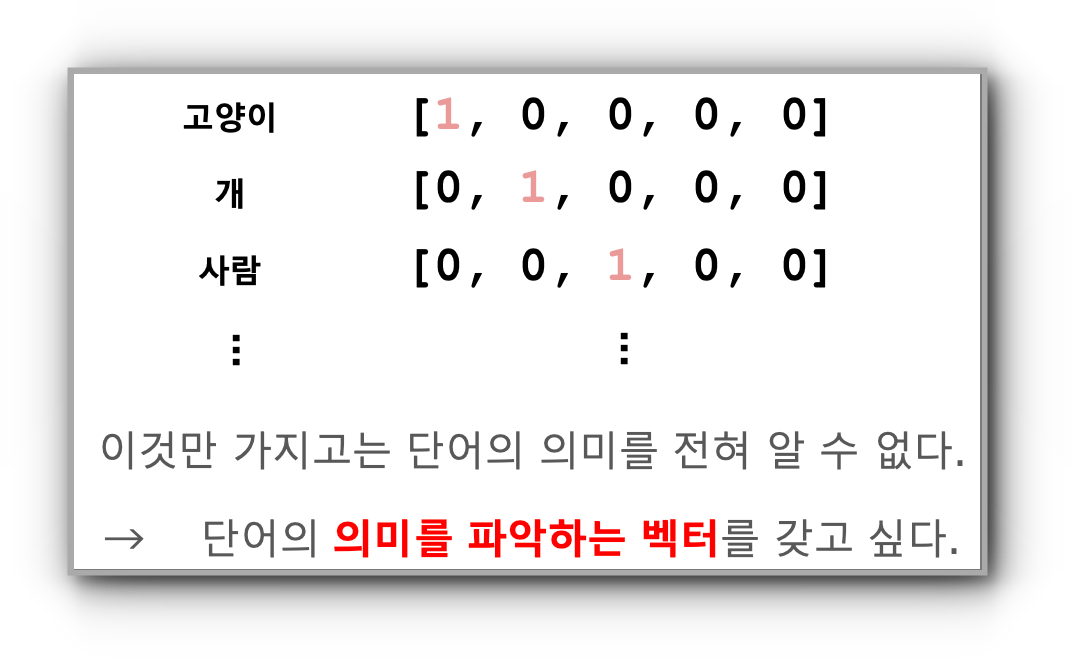 고양이 [1, 0, 0, 0, 0]
개 [0, 1, 0, 0, 0]
사람 [0, 0, 1, 0, 0]
⋮ ⋮
이것만 가지고는 단어의 의미를 전혀 알 수 없다.
→ 단어의 의미를 파악하는 벡터를 갖고 싶다.